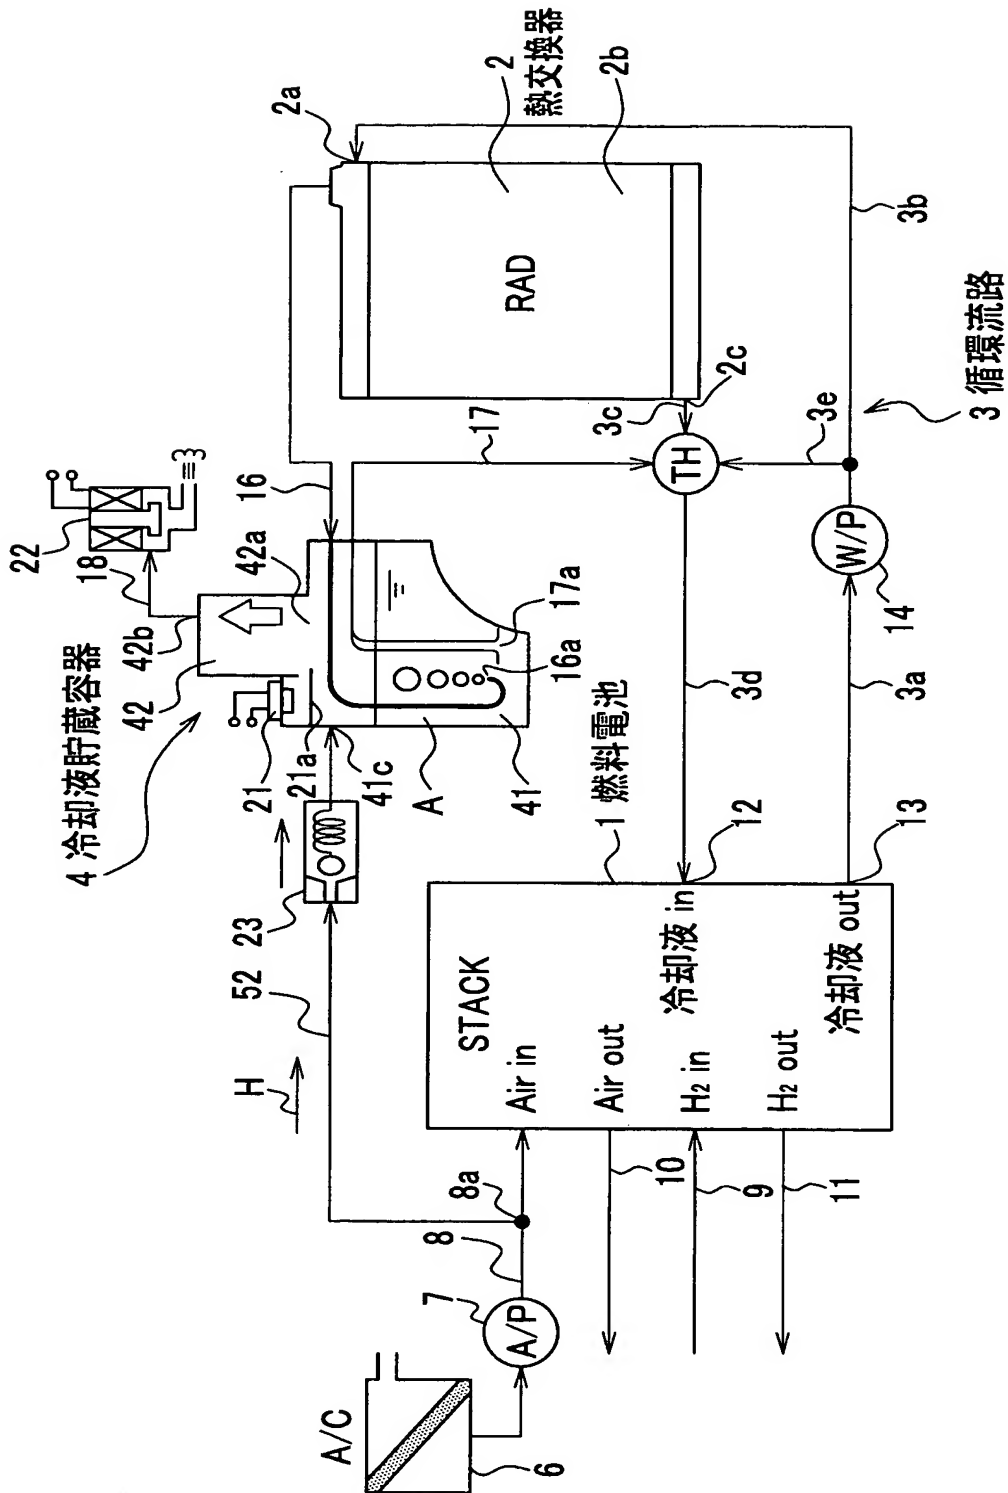 2a
2
熱交換器
2b
RAD
3b
3 循環流路
22
18
16
17
3c
2c
TH
3e
W/P
14
4 冷却液貯蔵容器
42
42b
42a
21
21a
41c
A
41
16a
17a
3d
3a
23
52
H
1 燃料電池
12
13
STACK
Air in
Air out
冷却液 in
H2 in
H2 out
冷却液 out
8a
8
7
A/P
10
9
11
A/C
6